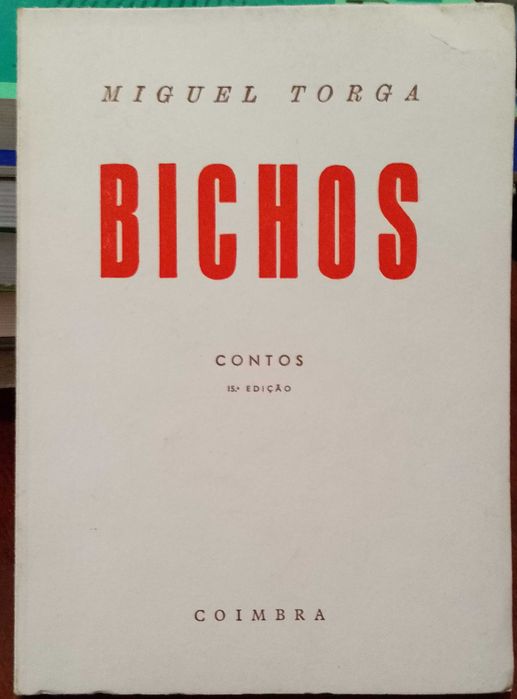 MIGUEL TORGA
BICHOS
CONTOS
15.ª EDIÇÃO
COIMBRA